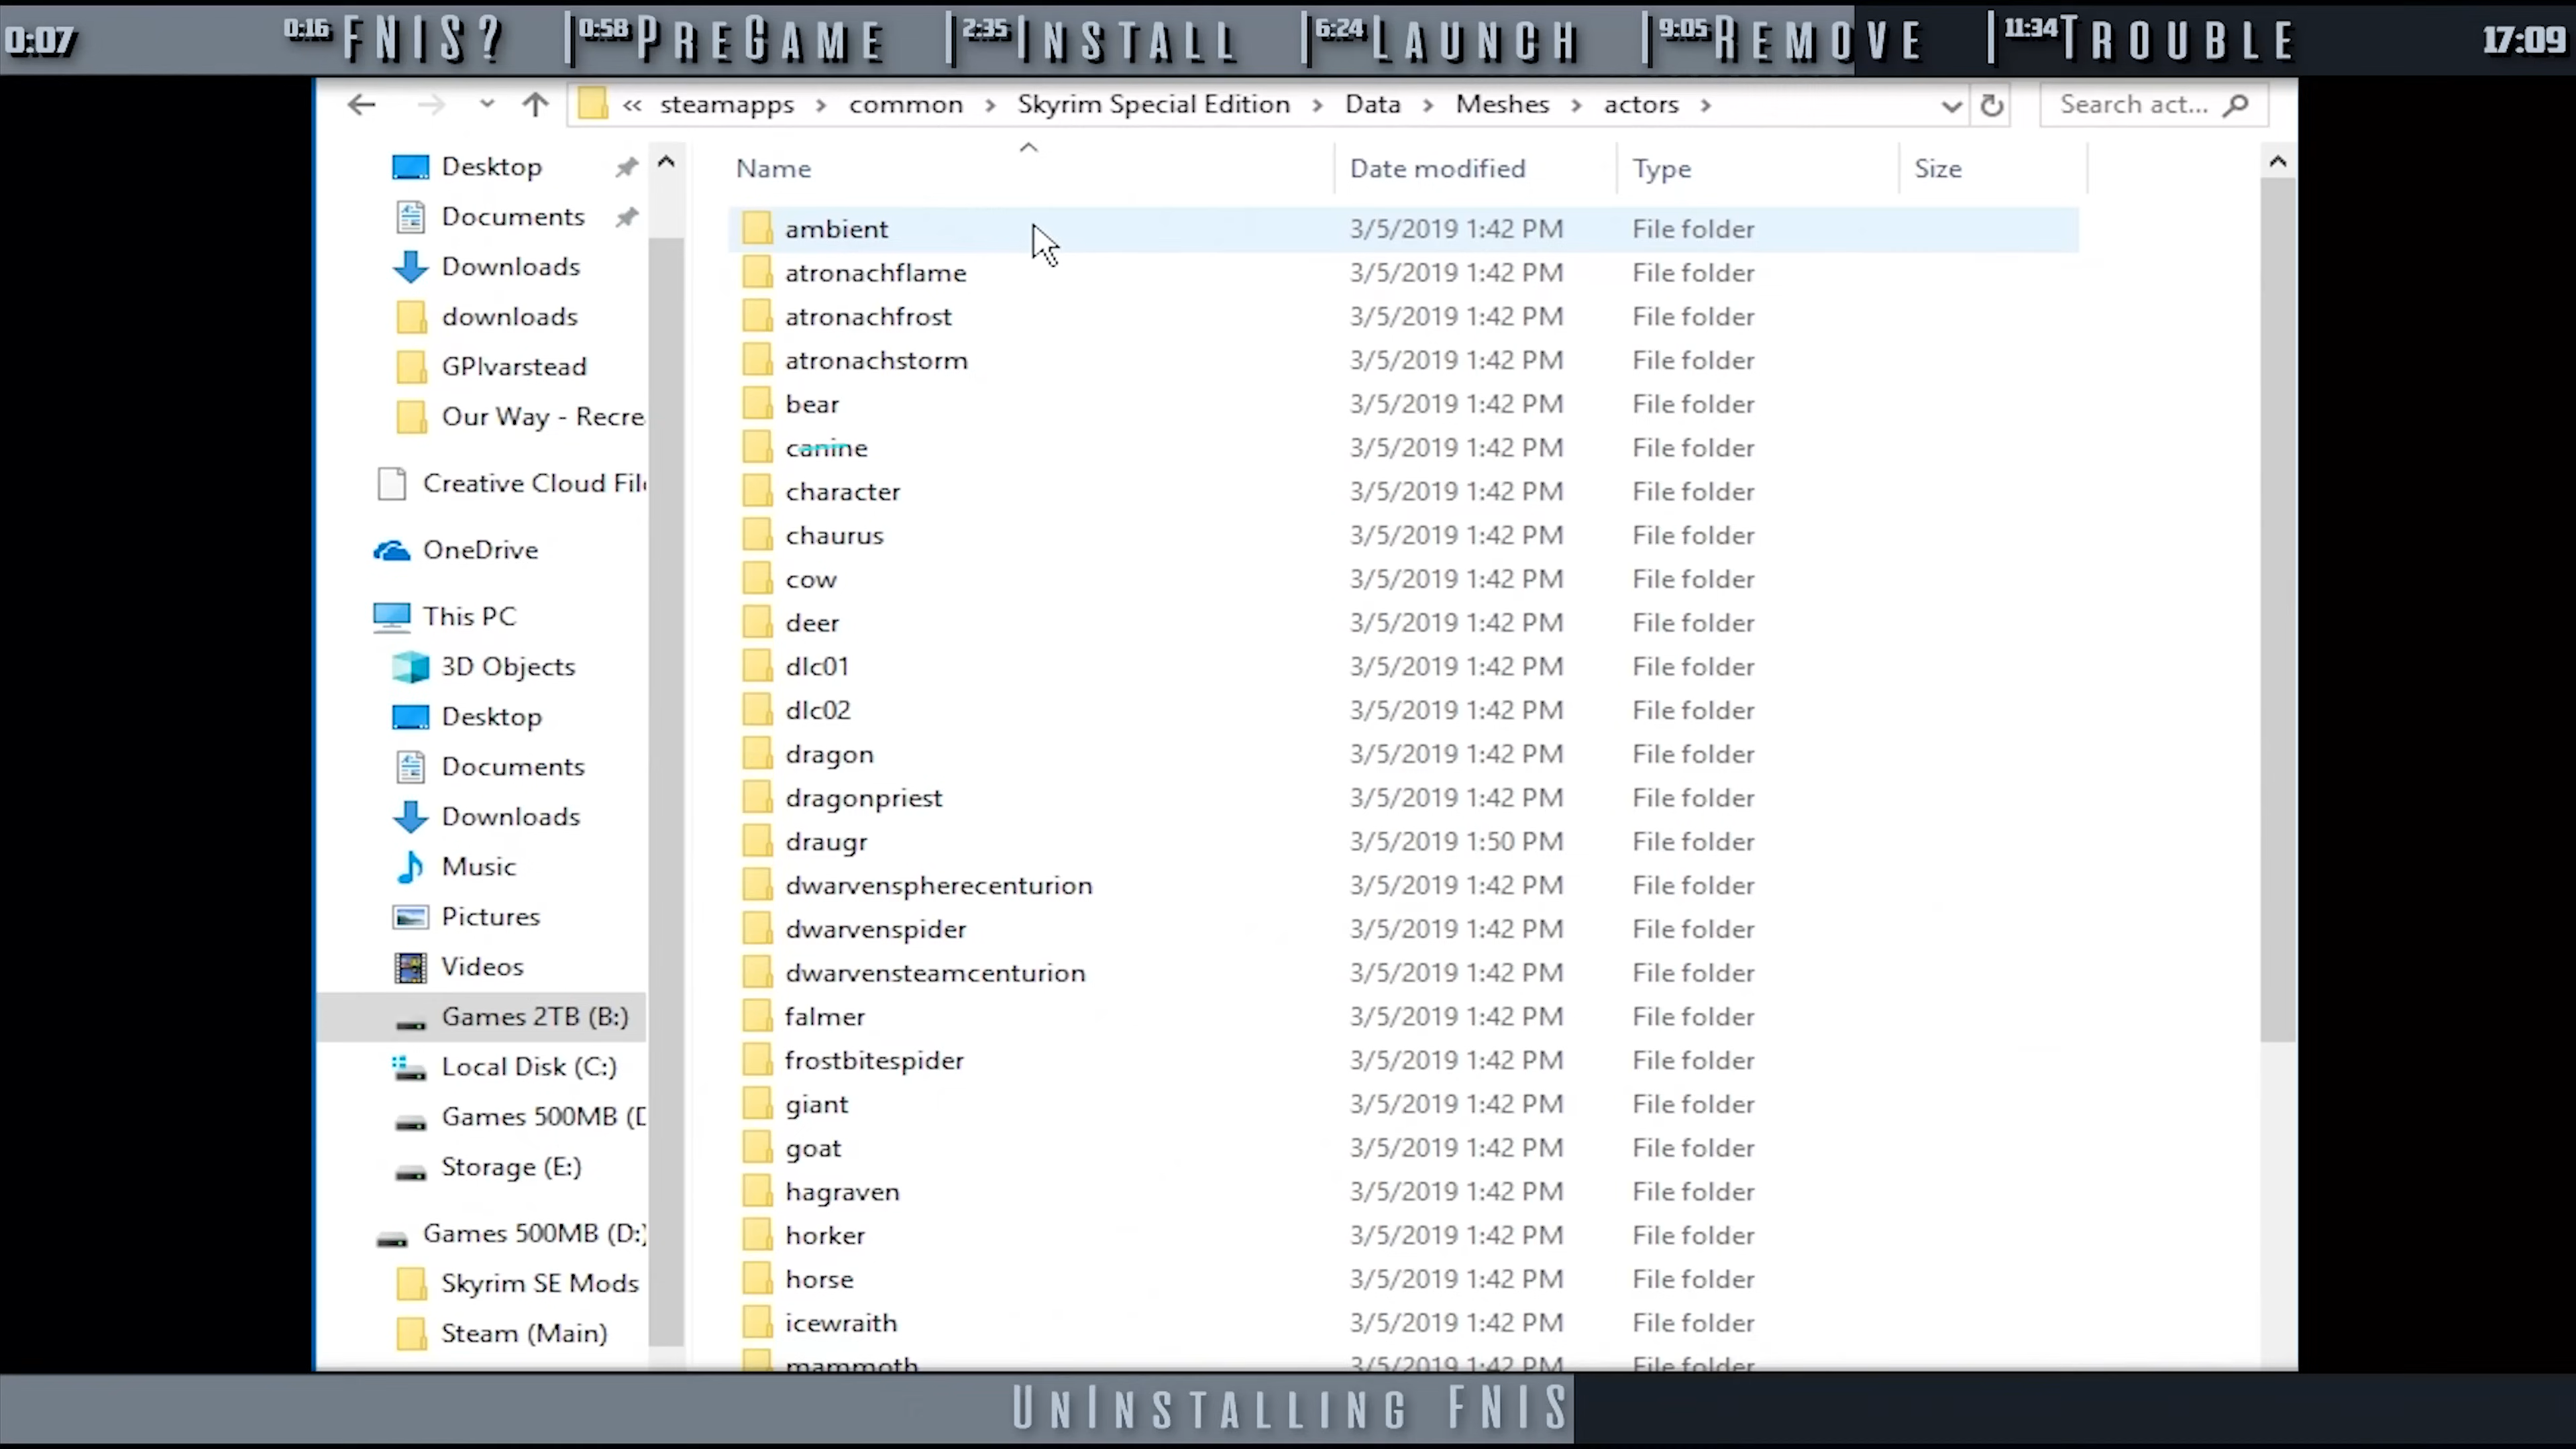 0:07 0:16 FNIS? 0:58 PREGAME 2:35 INSTALL 6:24 LAUNCH 9:05 REMOVE 11:34 TROUBLE 17:09
« steamapps > common > Skyrim Special Edition > Data > Meshes > actors > Search act...
Desktop
Documents
Downloads
downloads
GPIvarstead
Our Way - Recre
Creative Cloud File
OneDrive
This PC
3D Objects
Desktop
Documents
Downloads
Music
Pictures
Videos
Games 2TB (B:)
Local Disk (C:)
Games 500MB (D
Storage (E:)
Games 500MB (D:)
Skyrim SE Mods
Steam (Main)
Name Date modified Type Size
ambient 3/5/2019 1:42 PM File folder
atronachflame 3/5/2019 1:42 PM File folder
atronachfrost 3/5/2019 1:42 PM File folder
atronachstorm 3/5/2019 1:42 PM File folder
bear 3/5/2019 1:42 PM File folder
canine 3/5/2019 1:42 PM File folder
character 3/5/2019 1:42 PM File folder
chaurus 3/5/2019 1:42 PM File folder
cow 3/5/2019 1:42 PM File folder
deer 3/5/2019 1:42 PM File folder
dlc01 3/5/2019 1:42 PM File folder
dlc02 3/5/2019 1:42 PM File folder
dragon 3/5/2019 1:42 PM File folder
dragonpriest 3/5/2019 1:42 PM File folder
draugr 3/5/2019 1:50 PM File folder
dwarvenspherecenturion 3/5/2019 1:42 PM File folder
dwarvenspider 3/5/2019 1:42 PM File folder
dwarvensteamcenturion 3/5/2019 1:42 PM File folder
falmer 3/5/2019 1:42 PM File folder
frostbitespider 3/5/2019 1:42 PM File folder
giant 3/5/2019 1:42 PM File folder
goat 3/5/2019 1:42 PM File folder
hagraven 3/5/2019 1:42 PM File folder
horker 3/5/2019 1:42 PM File folder
horse 3/5/2019 1:42 PM File folder
icewraith 3/5/2019 1:42 PM File folder
mammoth 3/5/2019 1:42 PM File folder
UNINSTALLING FNIS